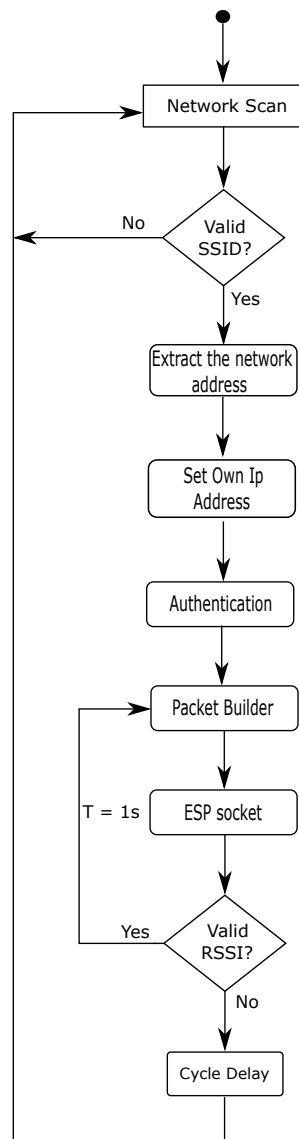 Network Scan
No
Valid
SSID?
Yes
Extract the network
address
Set Own Ip
Address
Authentication
Packet Builder
T = 1s
ESP socket
Yes
Valid
RSSI?
No
Cycle Delay